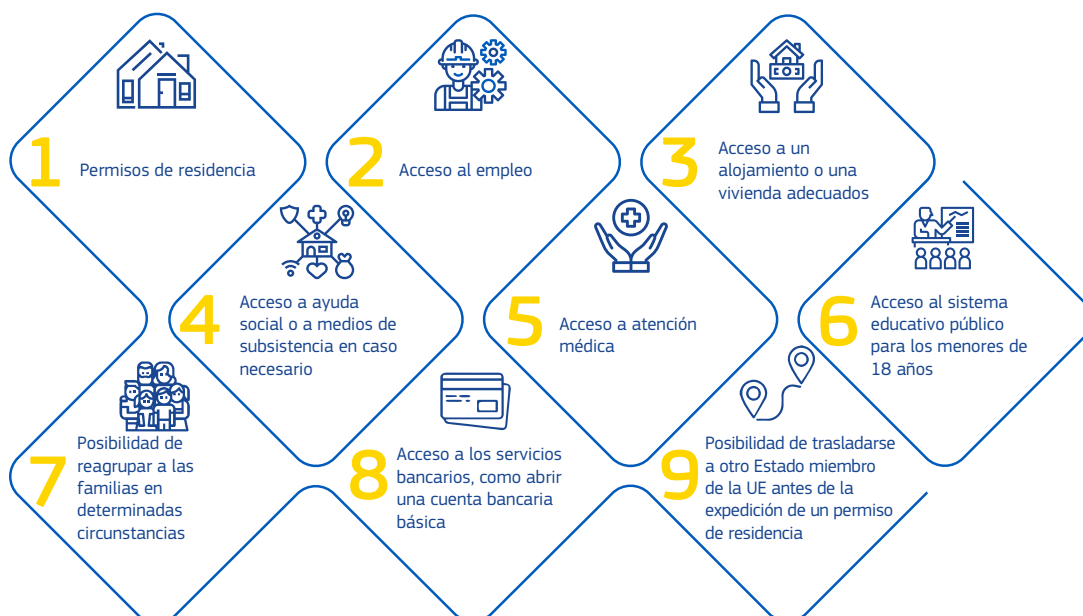 1
Permisos de residencia
2
Acceso al empleo
3
Acceso a un
alojamiento o una
vivienda adecuados
4
Acceso a ayuda
social o a medios de
subsistencia en caso
necesario
5
Acceso a atención
médica
6
Acceso al sistema
educativo público
para los menores de
18 años
7
Posibilidad de
reagrupar a las
familias en
determinadas
circunstancias
8
Acceso a los servicios
bancarios, como abrir
una cuenta bancaria
básica
9
Posibilidad de trasladarse
a otro Estado miembro
de la UE antes de la
expedición de un permiso
de residencia